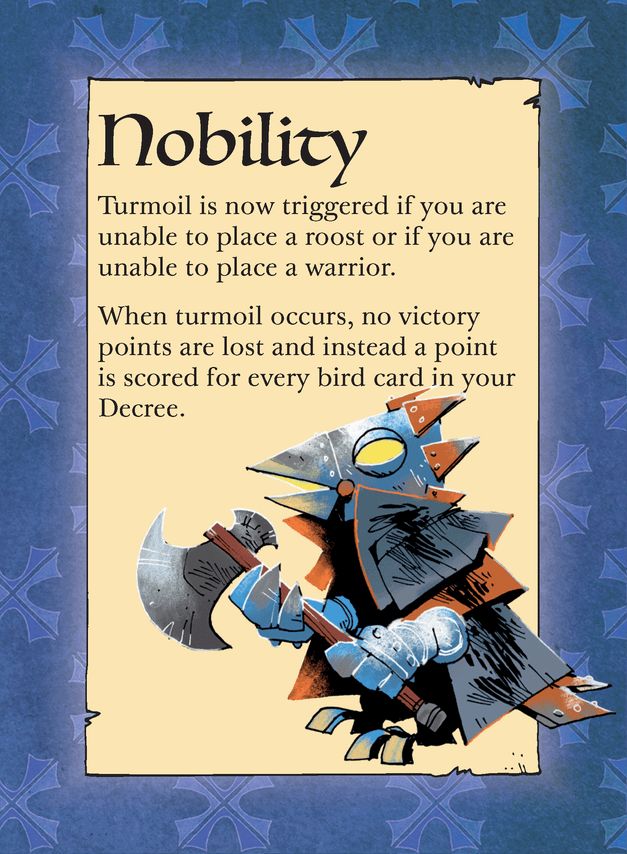 Nobility
Turmoil is now triggered if you are
unable to place a roost or if you are
unable to place a warrior.
When turmoil occurs, no victory
points are lost and instead a point
is scored for every bird card in your
Decree.